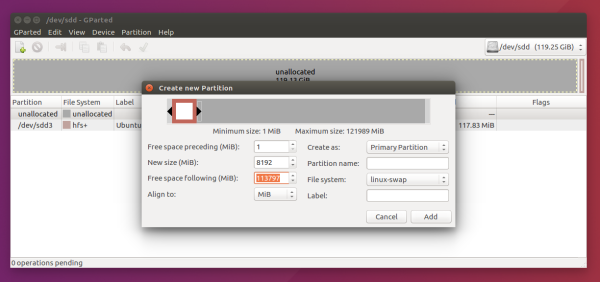 /dev/sdd - GParted
GParted Edit View Device Partition Help
/dev/sdd (119.25 GiB)
unallocated
119.13 GiB
Partition File System Label Flags
unallocated unallocated —
/dev/sdd3 hfs+ Ubuntu 117.83 MiB
Create new Partition
Minimum size: 1 MiB Maximum size: 121989 MiB
Free space preceding (MiB): 1 Create as: Primary Partition
New size (MiB): 8192 Partition name:
Free space following (MiB): 113797 File system: linux-swap
Align to: MiB Label:
Cancel Add
0 operations pending